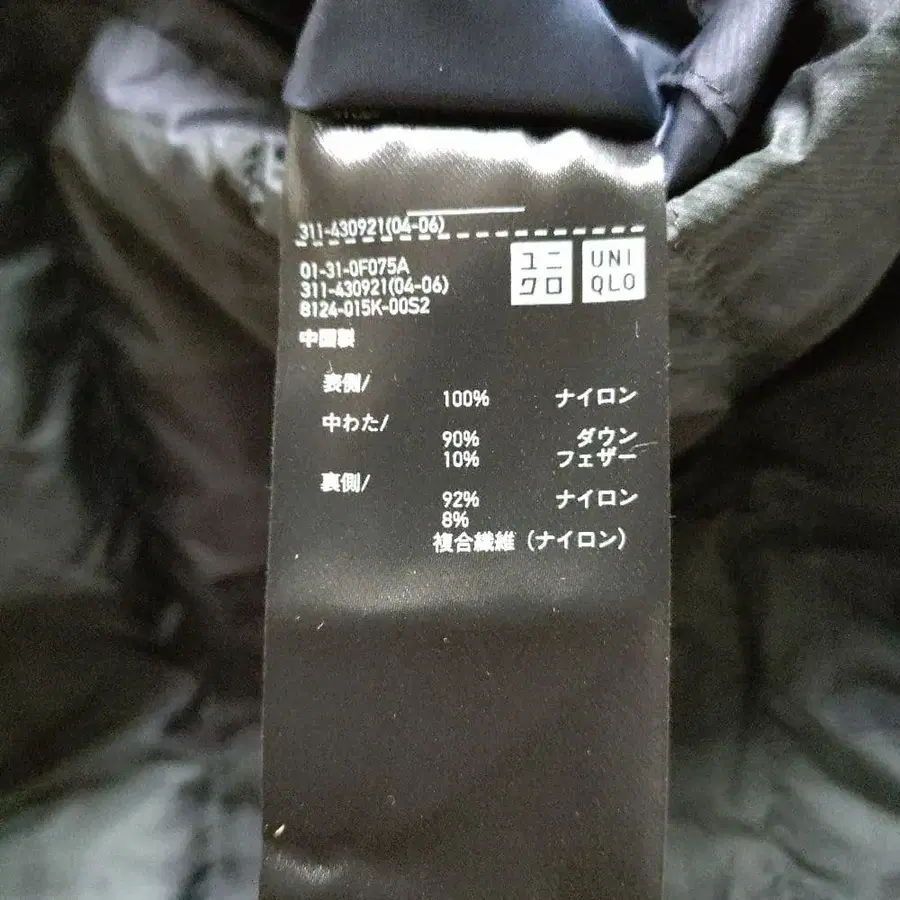 311-430921(04-06)
ユニ
クロ
UNI
QLO
01-31-0F075A
311-430921(04-06)
8124-015K-00S2
中国製
表側/
100% ナイロン
中わた/
90% ダウン
10% フェザー
裏側/
92% ナイロン
8%
複合繊維（ナイロン）